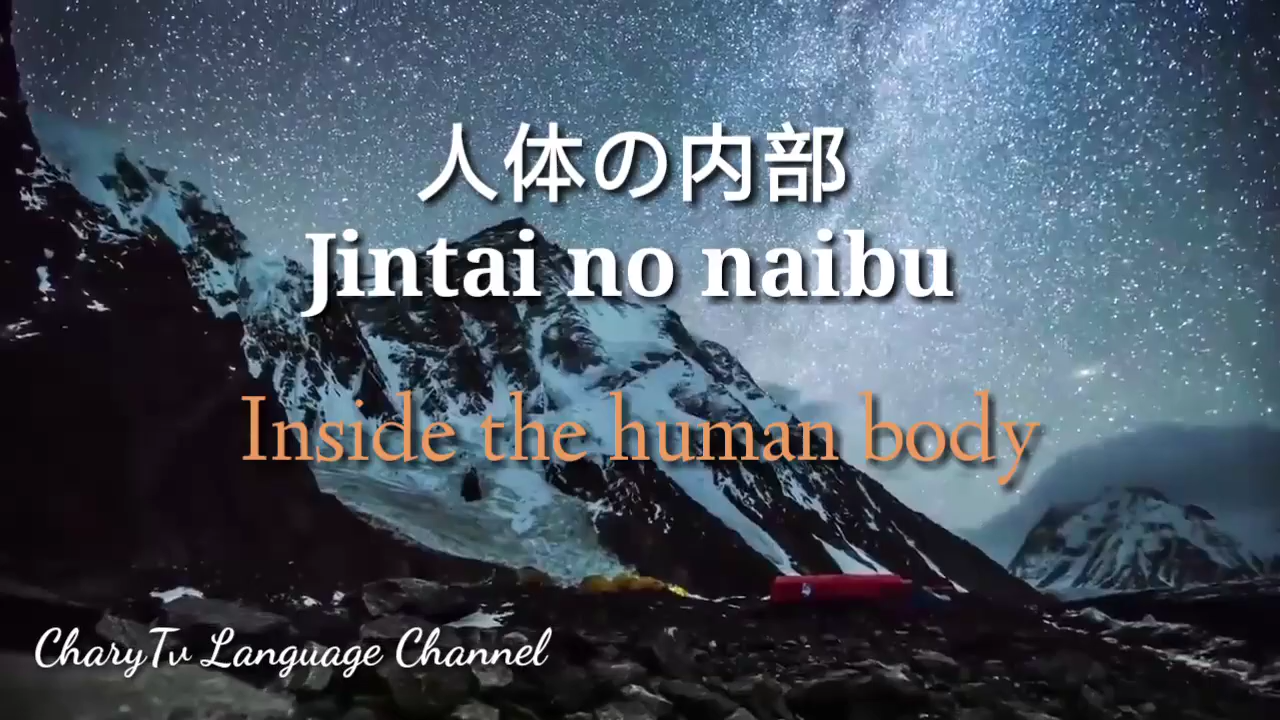 人体の内部
Jintai no naibu
Inside the human body
CharyTv Language Channel